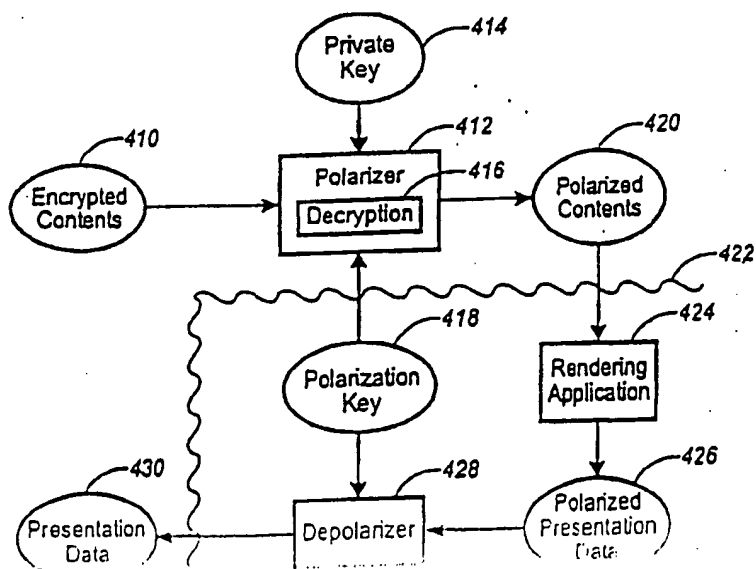 414
Private
Key
410
412
420
Encrypted
Contents
Polarizer
416
Decryption
Polarized
Contents
422
418
424
Polarization
Key
Rendering
Application
430
428
426
Presentation
Data
Depolarizer
Polarized
Presentation
Data